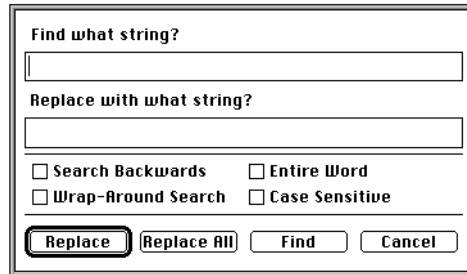 Find what string?
Replace with what string?
Search Backwards Entire Word
Wrap-Around Search Case Sensitive
Replace Replace All Find Cancel